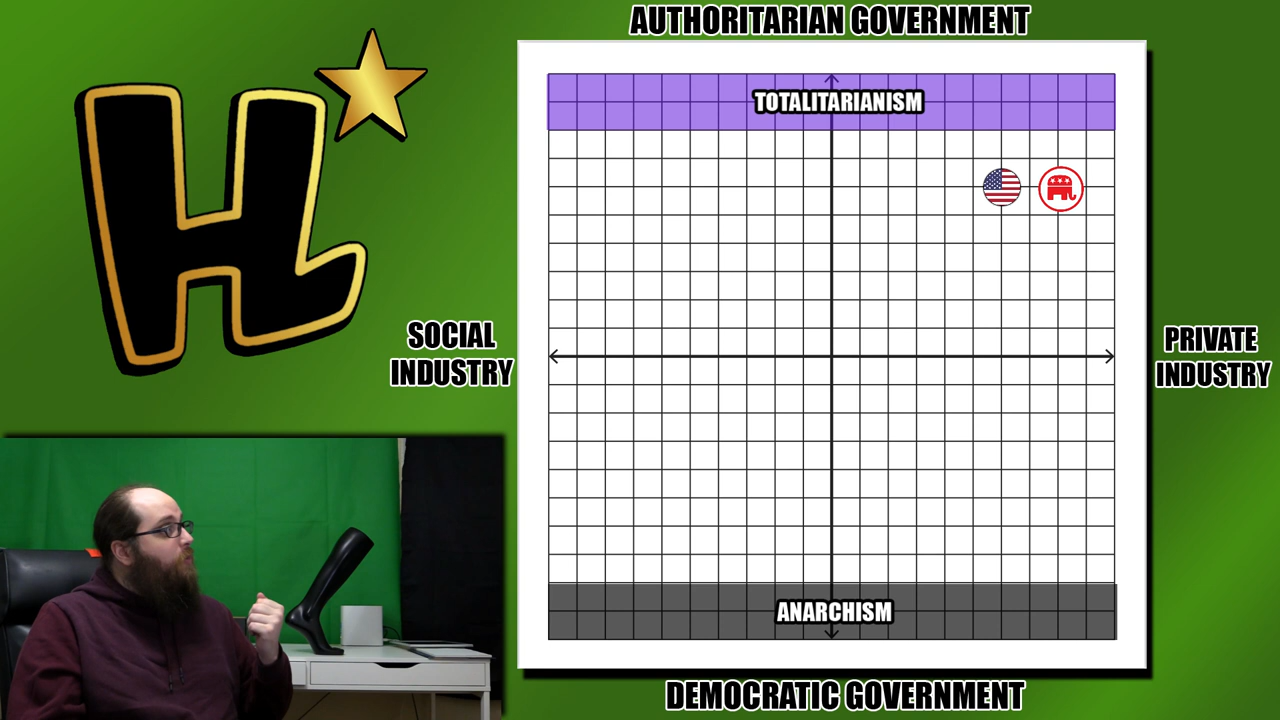 AUTHORITARIAN GOVERNMENT
TOTALITARIANISM
SOCIAL
INDUSTRY
PRIVATE
INDUSTRY
ANARCHISM
DEMOCRATIC GOVERNMENT
H